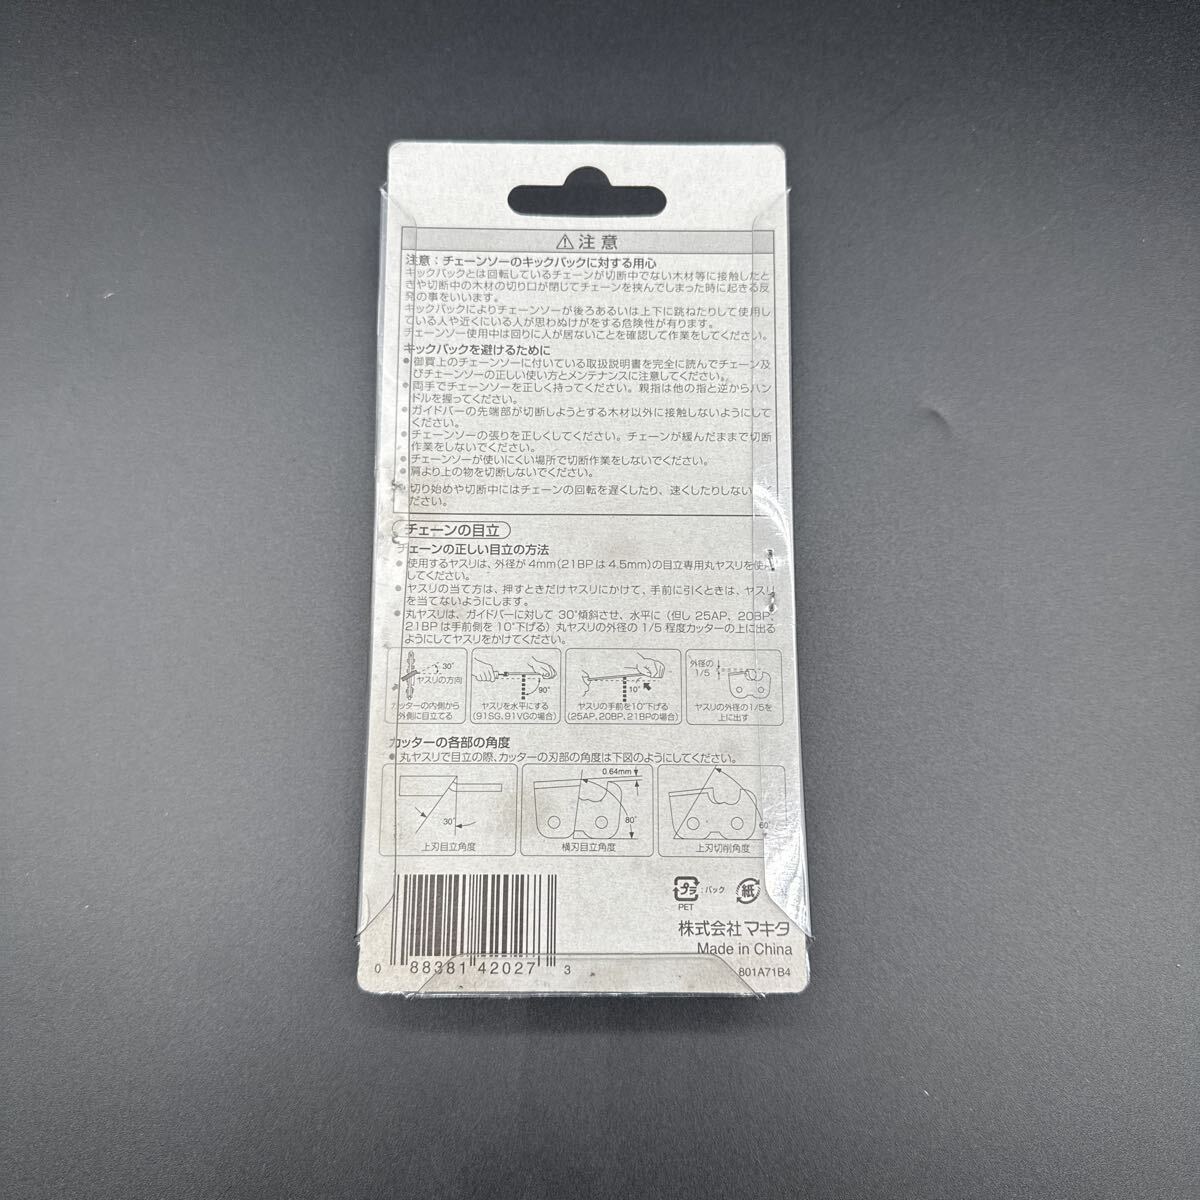 ⚠注意
注意：チェーンソーのキックバックに対する用心
キックバックとは回転しているチェーンが切断中でない木材等に接触したと
きや切断中の木材の切り口が閉じてチェーンを挟んでしまった時に起きる反
発の事をいいます。
キックバックによりチェーンソーが後ろあるいは上下に跳ねたりして使用し
ている人や近くにいる人が思わぬけがをする危険性が有ります。
チェーンソー使用中は回りに人が居ないことを確認して作業をしてください。
キックバックを避けるために
●御買上のチェーンソーに付いている取扱説明書を完全に読んでチェーン及
びチェーンソーの正しい使い方とメンテナンスに注意してください。
●両手でチェーンソーを正しく持ってください。親指は他の指と逆からハン
ドルを握ってください。
●ガイドバーの先端部が切断しようとする木材以外に接触しないようにして
ください。
●チェーンソーの張りを正しくしてください。チェーンが緩んだままで切断
作業をしないでください。
●チェーンソーが使いにくい場所で切断作業をしないでください。
●肩より上の物を切断しないでください。
切り始めや切断中にはチェーンの回転を遅くしたり、速くしたりしない
ださい。
チェーンの目立
チェーンの正しい目立の方法
●使用するヤスリは、外径が4mm(21BPは4.5mm)の目立専用丸ヤスリを使用
してください。
●ヤスリの当て方は、押すときだけヤスリにかけて、手前に引くときは、ヤスリ
を当てないようにします。
●丸ヤスリは、ガイドバーに対して30°傾斜させ、水平に(但し25AP、20BP、
21BPは手前側を10°下げる)丸ヤスリの外径の1/5程度カッターの上に出る
ようにしてヤスリをかけてください。
30°
ヤスリの方向
カッターの内側から
外側に目立てる
90°
ヤスリを水平にする
(91SG、91VGの場合)
10°
ヤスリの手前を10°下げる
(25AP、20BP、21BPの場合)
外径の
1/5
ヤスリの外径の1/5を
上に出す
カッターの各部の角度
●丸ヤスリで目立の際、カッターの刃部の角度は下図のようにしてください。
30°
上刃目立角度
0.64mm
80°
横刃目立角度
60°
上刃切削角度
プラ
:パック
PET
紙
株式会社マキタ
Made in China
801A71B4
0 88381 42027 3